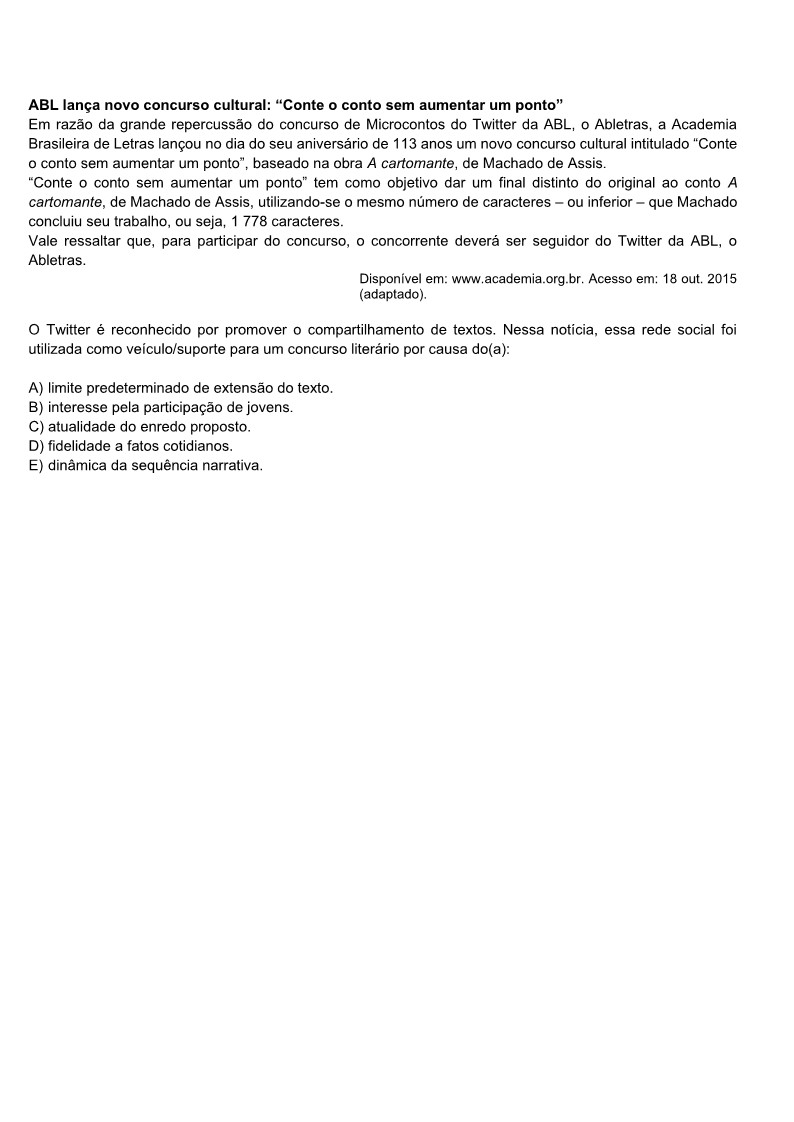 ABL lança novo concurso cultural: “Conte o conto sem aumentar um ponto”
Em razão da grande repercussão do concurso de Microcontos do Twitter da ABL, o Abletras, a Academia
Brasileira de Letras lançou no dia do seu aniversário de 113 anos um novo concurso cultural intitulado “Conte
o conto sem aumentar um ponto”, baseado na obra A cartomante, de Machado de Assis.
“Conte o conto sem aumentar um ponto” tem como objetivo dar um final distinto do original ao conto A
cartomante, de Machado de Assis, utilizando-se o mesmo número de caracteres – ou inferior – que Machado
concluiu seu trabalho, ou seja, 1 778 caracteres.
Vale ressaltar que, para participar do concurso, o concorrente deverá ser seguidor do Twitter da ABL, o
Abletras.
Disponível em: www.academia.org.br. Acesso em: 18 out. 2015
(adaptado).
O Twitter é reconhecido por promover o compartilhamento de textos. Nessa notícia, essa rede social foi
utilizada como veículo/suporte para um concurso literário por causa do(a):
A) limite predeterminado de extensão do texto.
B) interesse pela participação de jovens.
C) atualidade do enredo proposto.
D) fidelidade a fatos cotidianos.
E) dinâmica da sequência narrativa.